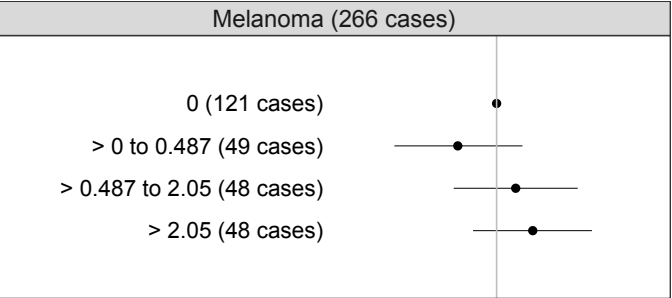 Melanoma (266 cases)
0 (121 cases)
> 0 to 0.487 (49 cases)
> 0.487 to 2.05 (48 cases)
> 2.05 (48 cases)